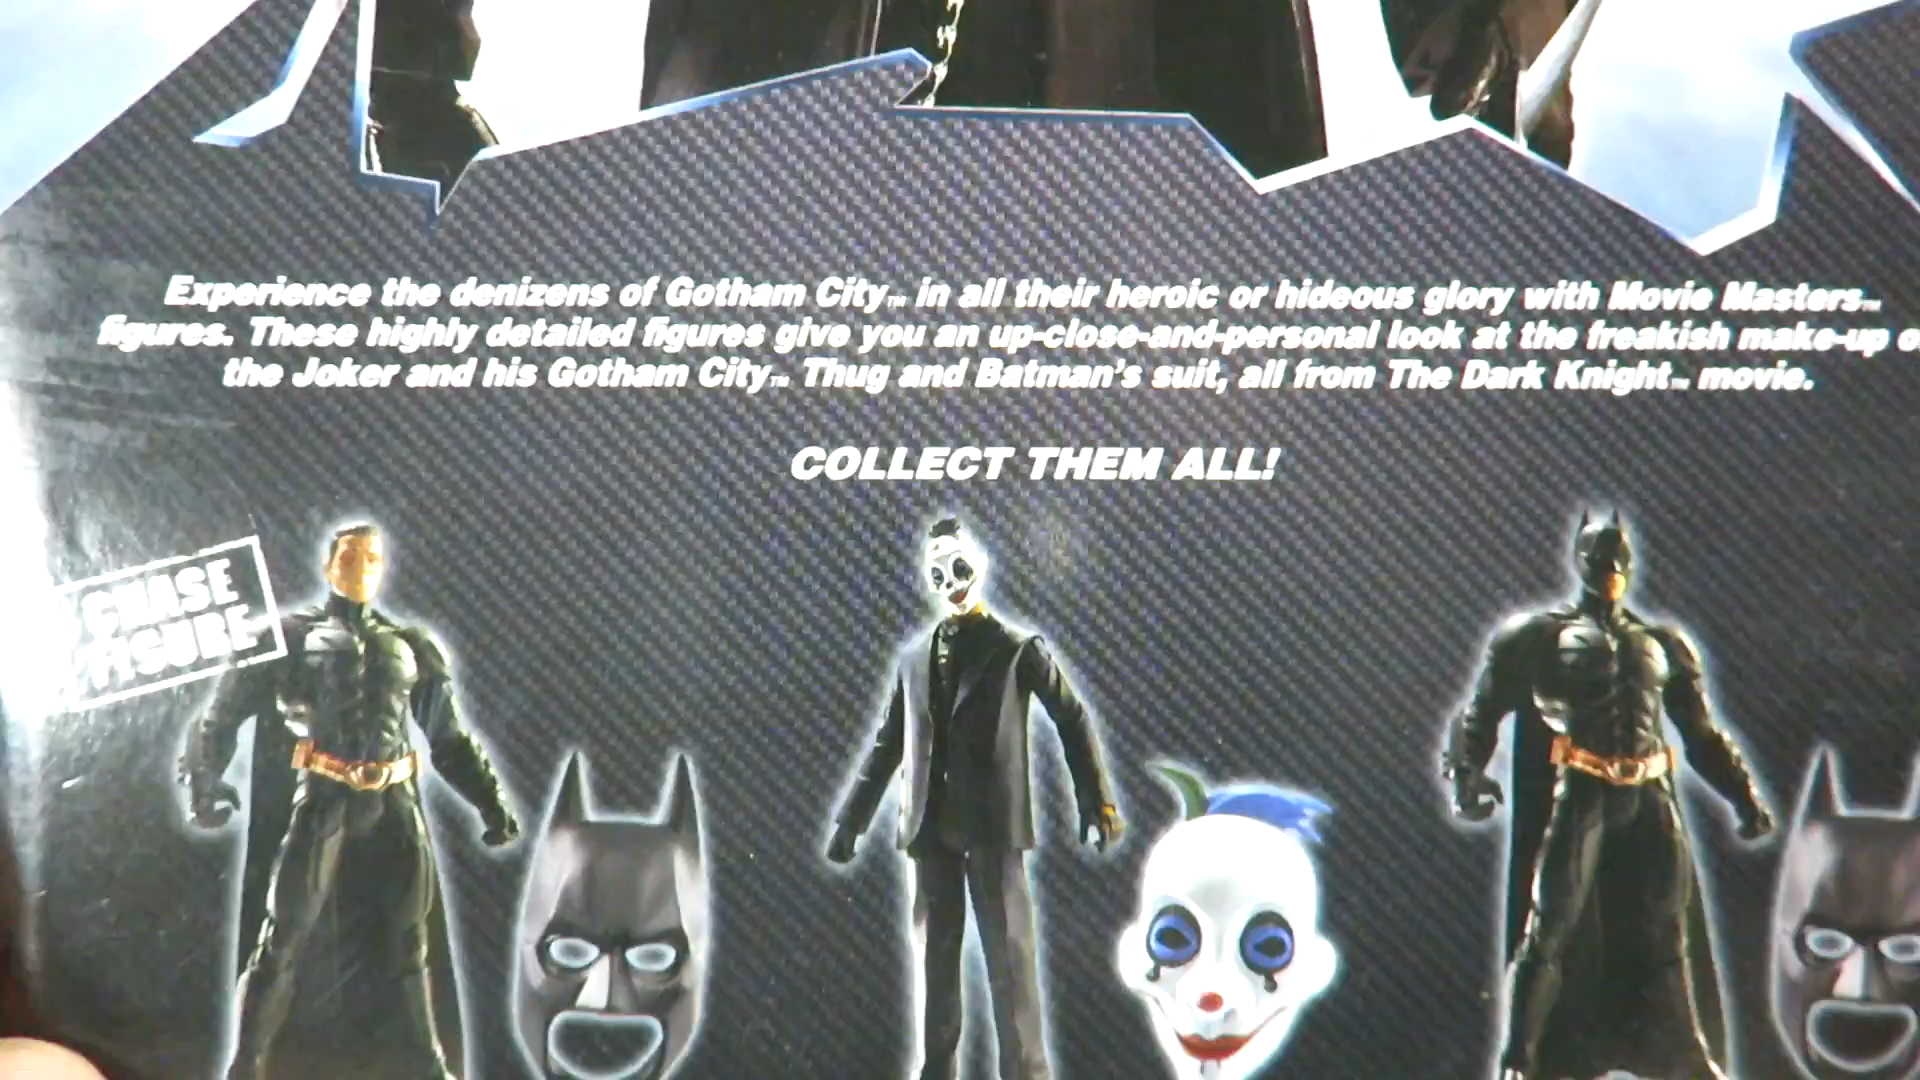 Experience the denizens of Gotham City™ in all their heroic or hideous glory with Movie Masters™
figures. These highly detailed figures give you an up-close-and-personal look at the freakish make-up
the Joker and his Gotham City™ Thug and Batman's suit, all from The Dark Knight™ movie.
COLLECT THEM ALL!
CHASE
FIGURE